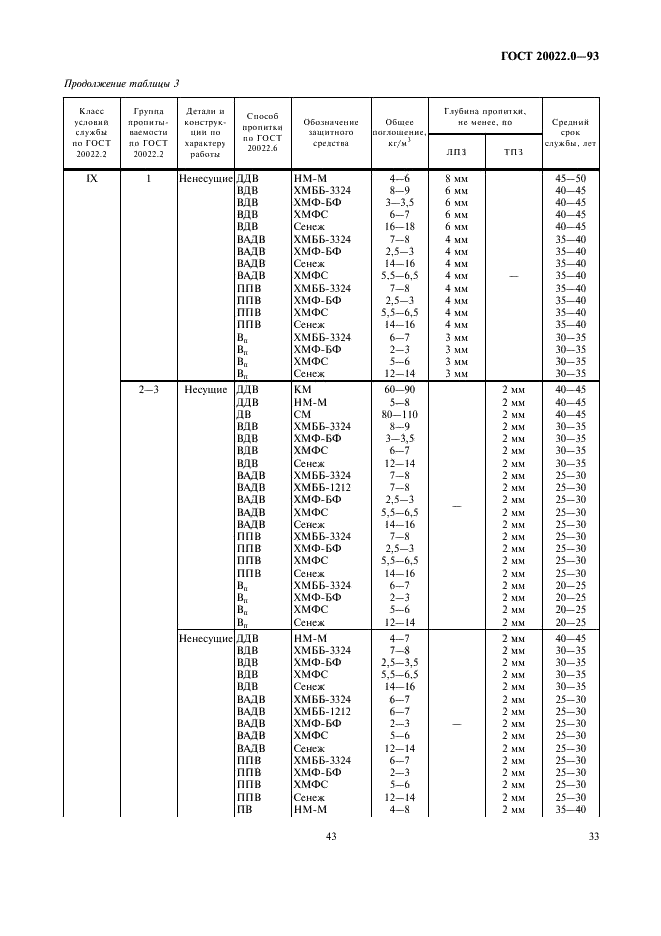 ГОСТ 20022.0—93
Продолжение таблицы 3
Класс условий службы по ГОСТ 20022.2 | Группа пропитываемости по ГОСТ 20022.2 | Детали и конструкции по характеру работы | Способ пропитки по ГОСТ 20022.6 | Обозначение защитного средства | Общее поглощение, кг/м³ | Глубина пропитки, не менее, по | Средний срок службы, лет
ЛПЗ | ТПЗ
IX 1 Ненесущие ДДВ НМ-М 4—6 8 мм 45—50
ВДВ ХМББ-3324 8—9 6 мм 40—45
ВДВ ХМФ-БФ 3—3,5 6 мм 40—45
ВДВ ХМФС 6—7 6 мм 40—45
ВДВ Сенеж 16—18 6 мм 40—45
ВАДВ ХМББ-3324 7—8 4 мм 35—40
ВАДВ ХМФ-БФ 2,5—3 4 мм 35—40
ВАДВ Сенеж 14—16 4 мм 35—40
ВАДВ ХМФС 5,5—6,5 4 мм — 35—40
ППВ ХМББ-3324 7—8 4 мм 35—40
ППВ ХМФ-БФ 2,5—3 4 мм 35—40
ППВ ХМФС 5,5—6,5 4 мм 35—40
ППВ Сенеж 14—16 4 мм 35—40
Вп ХМББ-3324 6—7 3 мм 30—35
Вп ХМФ-БФ 2—3 3 мм 30—35
Вп ХМФС 5—6 3 мм 30—35
Вп Сенеж 12—14 3 мм 30—35
2—3 Несущие ДДВ КМ 60—90 2 мм 40—45
ДДВ НМ-М 5—8 2 мм 40—45
ДВ СМ 80—110 2 мм 40—45
ВДВ ХМББ-3324 8—9 2 мм 30—35
ВДВ ХМФ-БФ 3—3,5 2 мм 30—35
ВДВ ХМФС 6—7 2 мм 30—35
ВДВ Сенеж 12—14 2 мм 30—35
ВАДВ ХМББ-3324 7—8 2 мм 25—30
ВАДВ ХМББ-1212 7—8 2 мм 25—30
ВАДВ ХМФ-БФ 2,5—3 — 2 мм 25—30
ВАДВ ХМФС 5,5—6,5 2 мм 25—30
ВАДВ Сенеж 14—16 2 мм 25—30
ППВ ХМББ-3324 7—8 2 мм 25—30
ППВ ХМФ-БФ 2,5—3 2 мм 25—30
ППВ ХМФС 5,5—6,5 2 мм 25—30
ППВ Сенеж 14—16 2 мм 25—30
Вп ХМББ-3324 6—7 2 мм 20—25
Вп ХМФ-БФ 2—3 2 мм 20—25
Вп ХМФС 5—6 2 мм 20—25
Вп Сенеж 12—14 2 мм 20—25
Ненесущие ДДВ НМ-М 4—7 2 мм 40—45
ВДВ ХМББ-3324 7—8 2 мм 30—35
ВДВ ХМФ-БФ 2,5—3,5 2 мм 30—35
ВДВ ХМФС 5,5—6,5 2 мм 30—35
ВДВ Сенеж 14—16 2 мм 30—35
ВАДВ ХМББ-3324 6—7 2 мм 25—30
ВАДВ ХМББ-1212 6—7 2 мм 25—30
ВАДВ ХМФ-БФ 2—3 — 2 мм 25—30
ВАДВ ХМФС 5—6 2 мм 25—30
ВАДВ Сенеж 12—14 2 мм 25—30
ППВ ХМББ-3324 6—7 2 мм 25—30
ППВ ХМФ-БФ 2—3 2 мм 25—30
ППВ ХМФС 5—6 2 мм 25—30
ППВ Сенеж 12—14 2 мм 25—30
ПВ НМ-М 4—8 2 мм 35—40
43 33